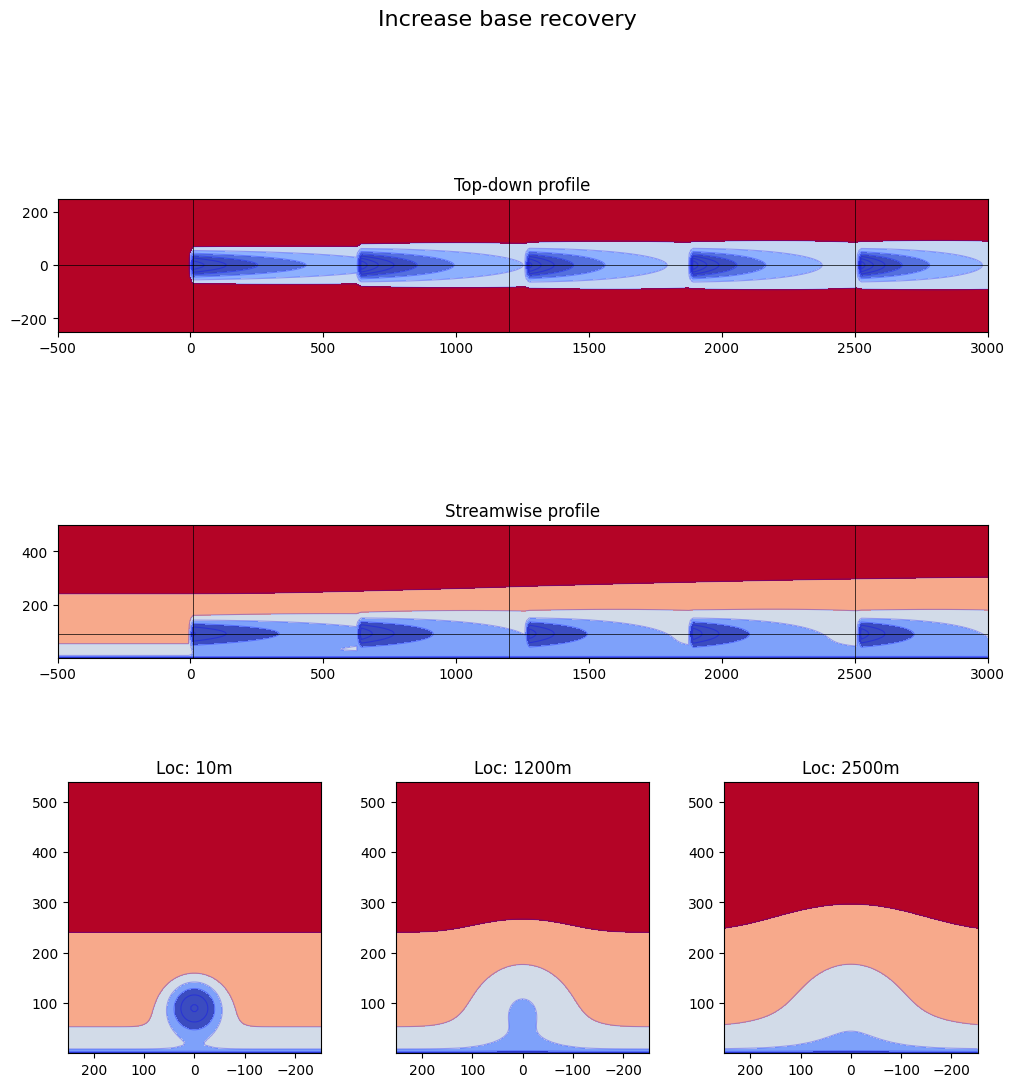 Increase base recovery
Top-down profile
200
0
−200
−500 0 500 1000 1500 2000 2500 3000
Streamwise profile
400
200
−500 0 500 1000 1500 2000 2500 3000
Loc: 10m Loc: 1200m Loc: 2500m
500 500 500
400 400 400
300 300 300
200 200 200
100 100 100
200 100 0 −100 −200 200 100 0 −100 −200 200 100 0 −100 −200